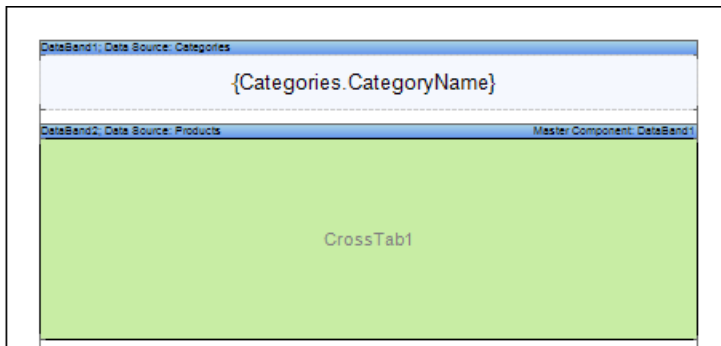 DataBand1; Data Source: Categories
{Categories.CategoryName}
DataBand2; Data Source: Products Master Component: DataBand1
CrossTab1